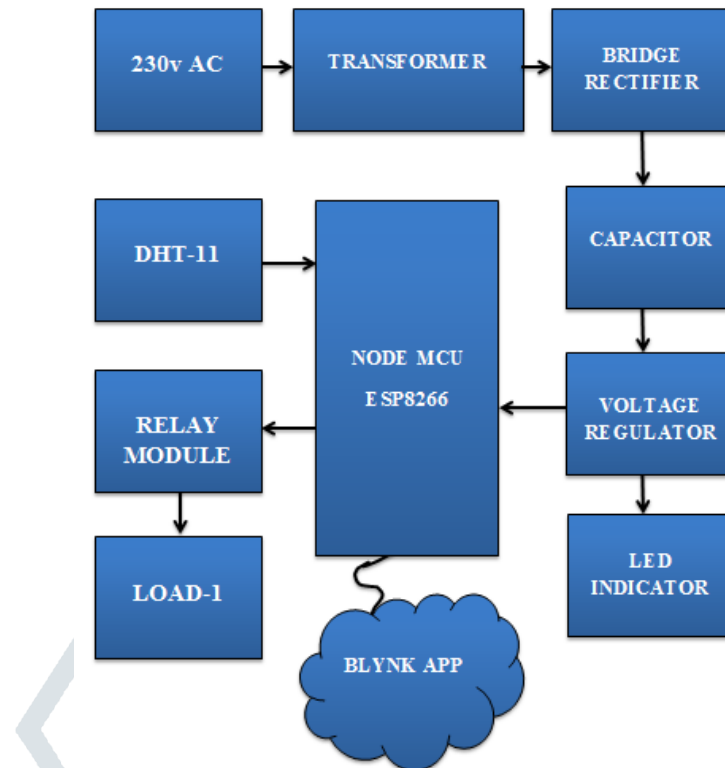 230v AC
TRANSFORMER
BRIDGE
RECTIFIER
DHT-11
CAPACITOR
NODE MCU
ESP8266
RELAY
MODULE
VOLTAGE
REGULATOR
LOAD-1
LED
INDICATOR
BLYNK APP